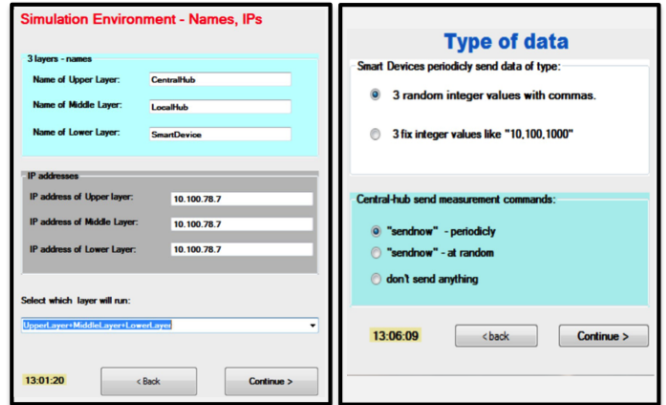 Simulation Environment - Names, IPs
3 layers - names
Name of Upper Layer: CentralHub
Name of Middle Layer: LocalHub
Name of Lower Layer: SmartDevice
IP addresses
IP address of Upper layer: 10.100.78.7
IP address of Middle Layer: 10.100.78.7
IP address of Lower Layer: 10.100.78.7
Select which layer will run:
UpperLayer+MiddleLayer+LowerLayer
13:01:20 < Back Continue >
Type of data
Smart Devices periodicly send data of type:
3 random integer values with commas.
3 fix integer values like "10,100,1000"
Central-hub send measurement commands:
"sendnow" - periodicly
"sendnow" - at random
don't send anything
13:06:09 < back Continue >